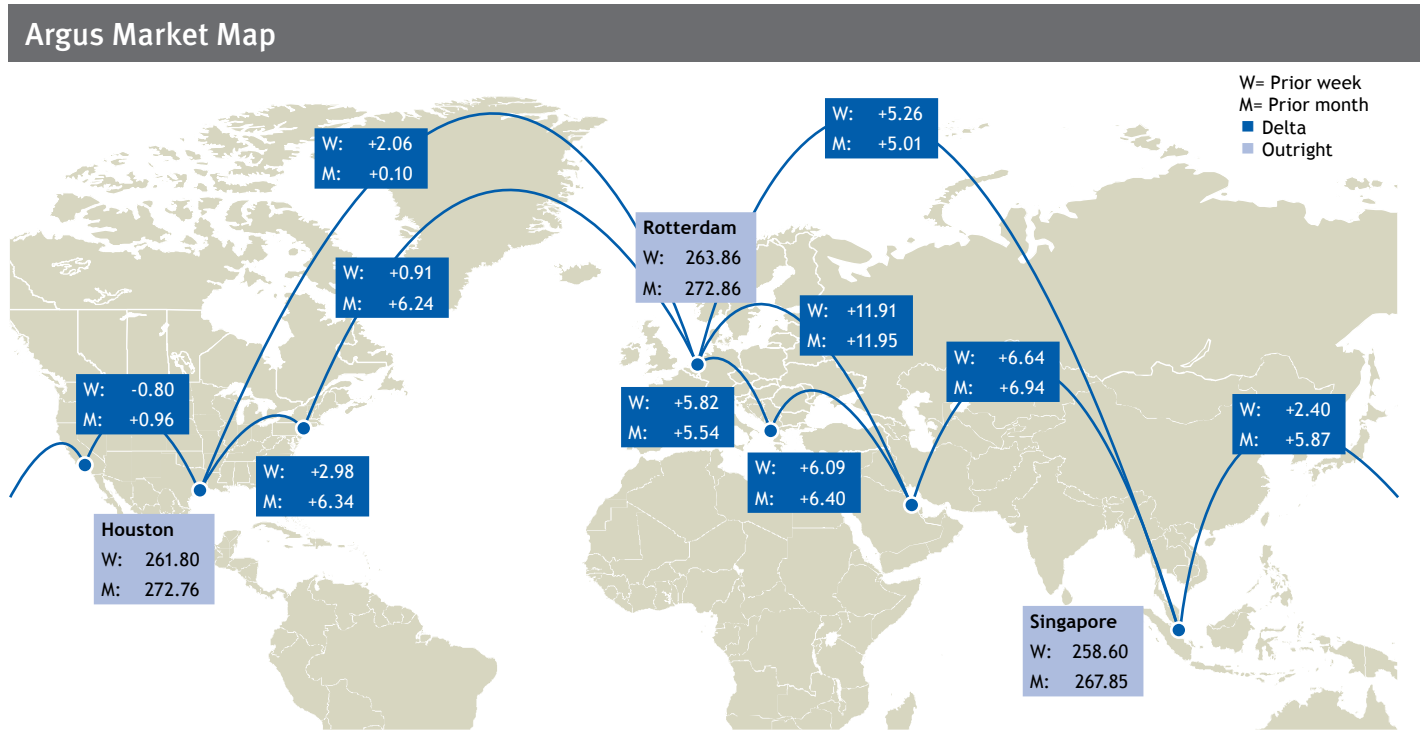 Argus Market Map
W= Prior week
M= Prior month
Delta
Outright
W: +2.06
M: +0.10
W: +5.26
M: +5.01
Rotterdam
W: 263.86
M: 272.86
W: +0.91
M: +6.24
W: +11.91
M: +11.95
W: +6.64
M: +6.94
W: -0.80
M: +0.96
W: +5.82
M: +5.54
W: +2.40
M: +5.87
W: +2.98
M: +6.34
W: +6.09
M: +6.40
Houston
W: 261.80
M: 272.76
Singapore
W: 258.60
M: 267.85